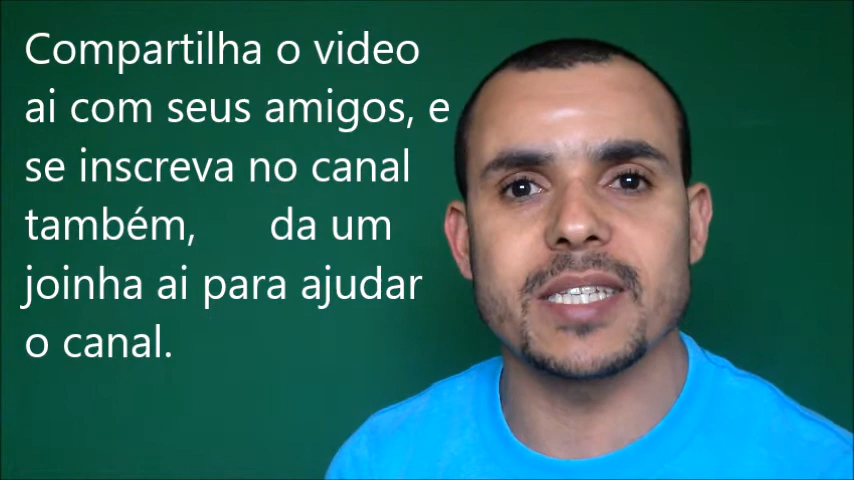 Compartilha o video
ai com seus amigos, e
se inscreva no canal
também, da um
joinha ai para ajudar
o canal.